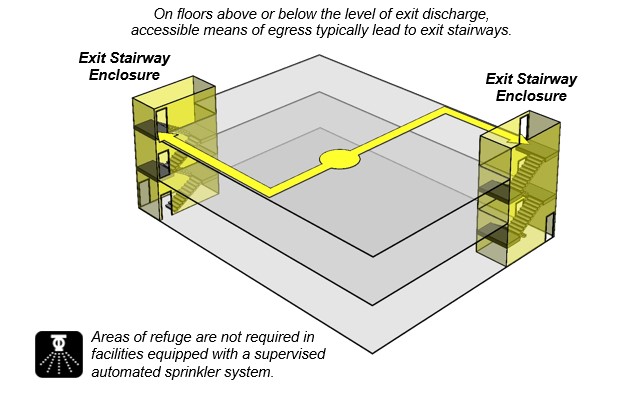 On floors above or below the level of exit discharge,
accessible means of egress typically lead to exit stairways.
Exit Stairway
Enclosure
Exit Stairway
Enclosure
Areas of refuge are not required in
facilities equipped with a supervised
automated sprinkler system.